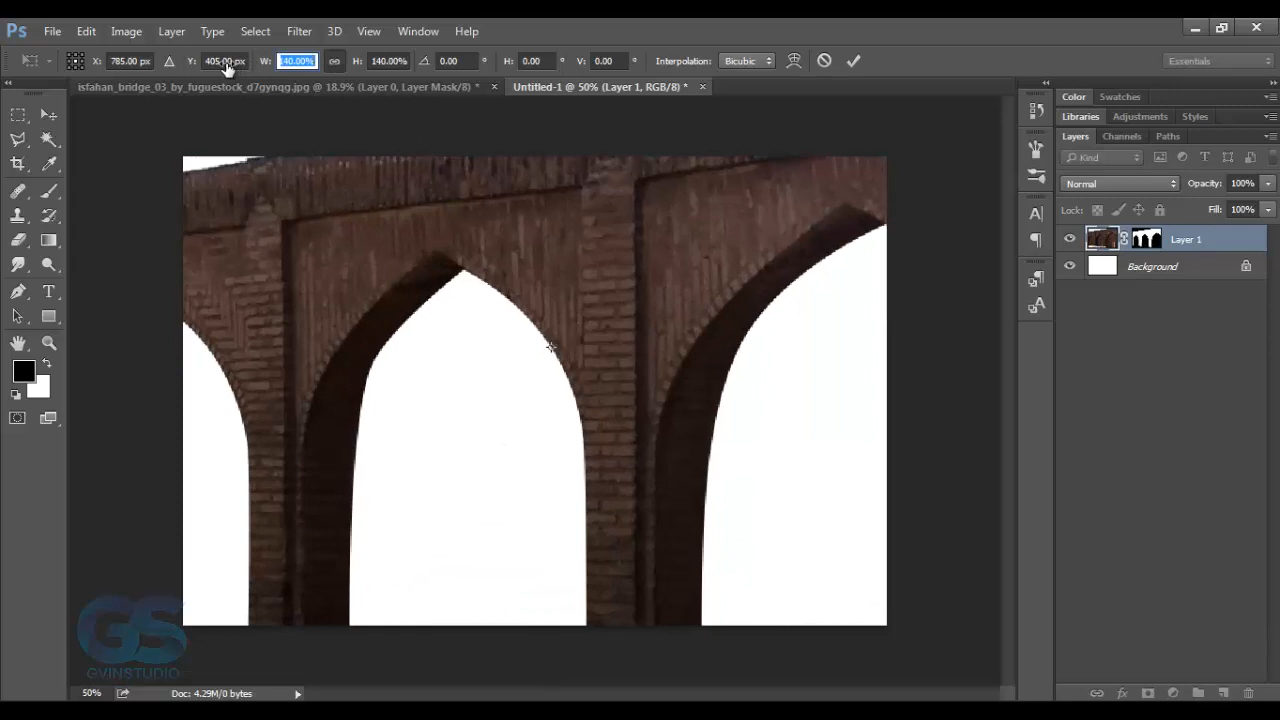 Ps File Edit Image Layer Type Select Filter 3D View Window Help
X: 785.00 px Y: 405.00 px W: 140.00% H: 140.00% 0.00 ° H: 0.00 ° V: 0.00 ° Interpolation: Bicubic Essentials
isfahan_bridge_03_by_fuguestock_d7gynqg.jpg @ 18.9% (Layer 0, Layer Mask/8) * × Untitled-1 @ 50% (Layer 1, RGB/8) * ×
Color Swatches
Libraries Adjustments Styles
Layers Channels Paths
Kind
Normal Opacity: 100%
Lock: Fill: 100%
Layer 1
Background
GS
GVINSTUDIO
50% Doc: 4.29M/0 bytes